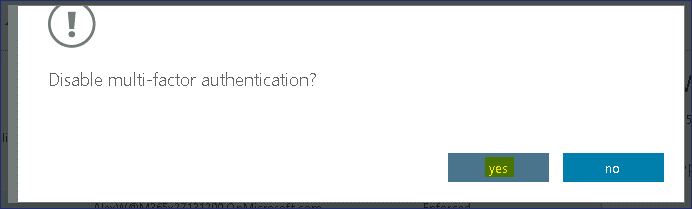 Disable multi-factor authentication?
yes
no
Enforced